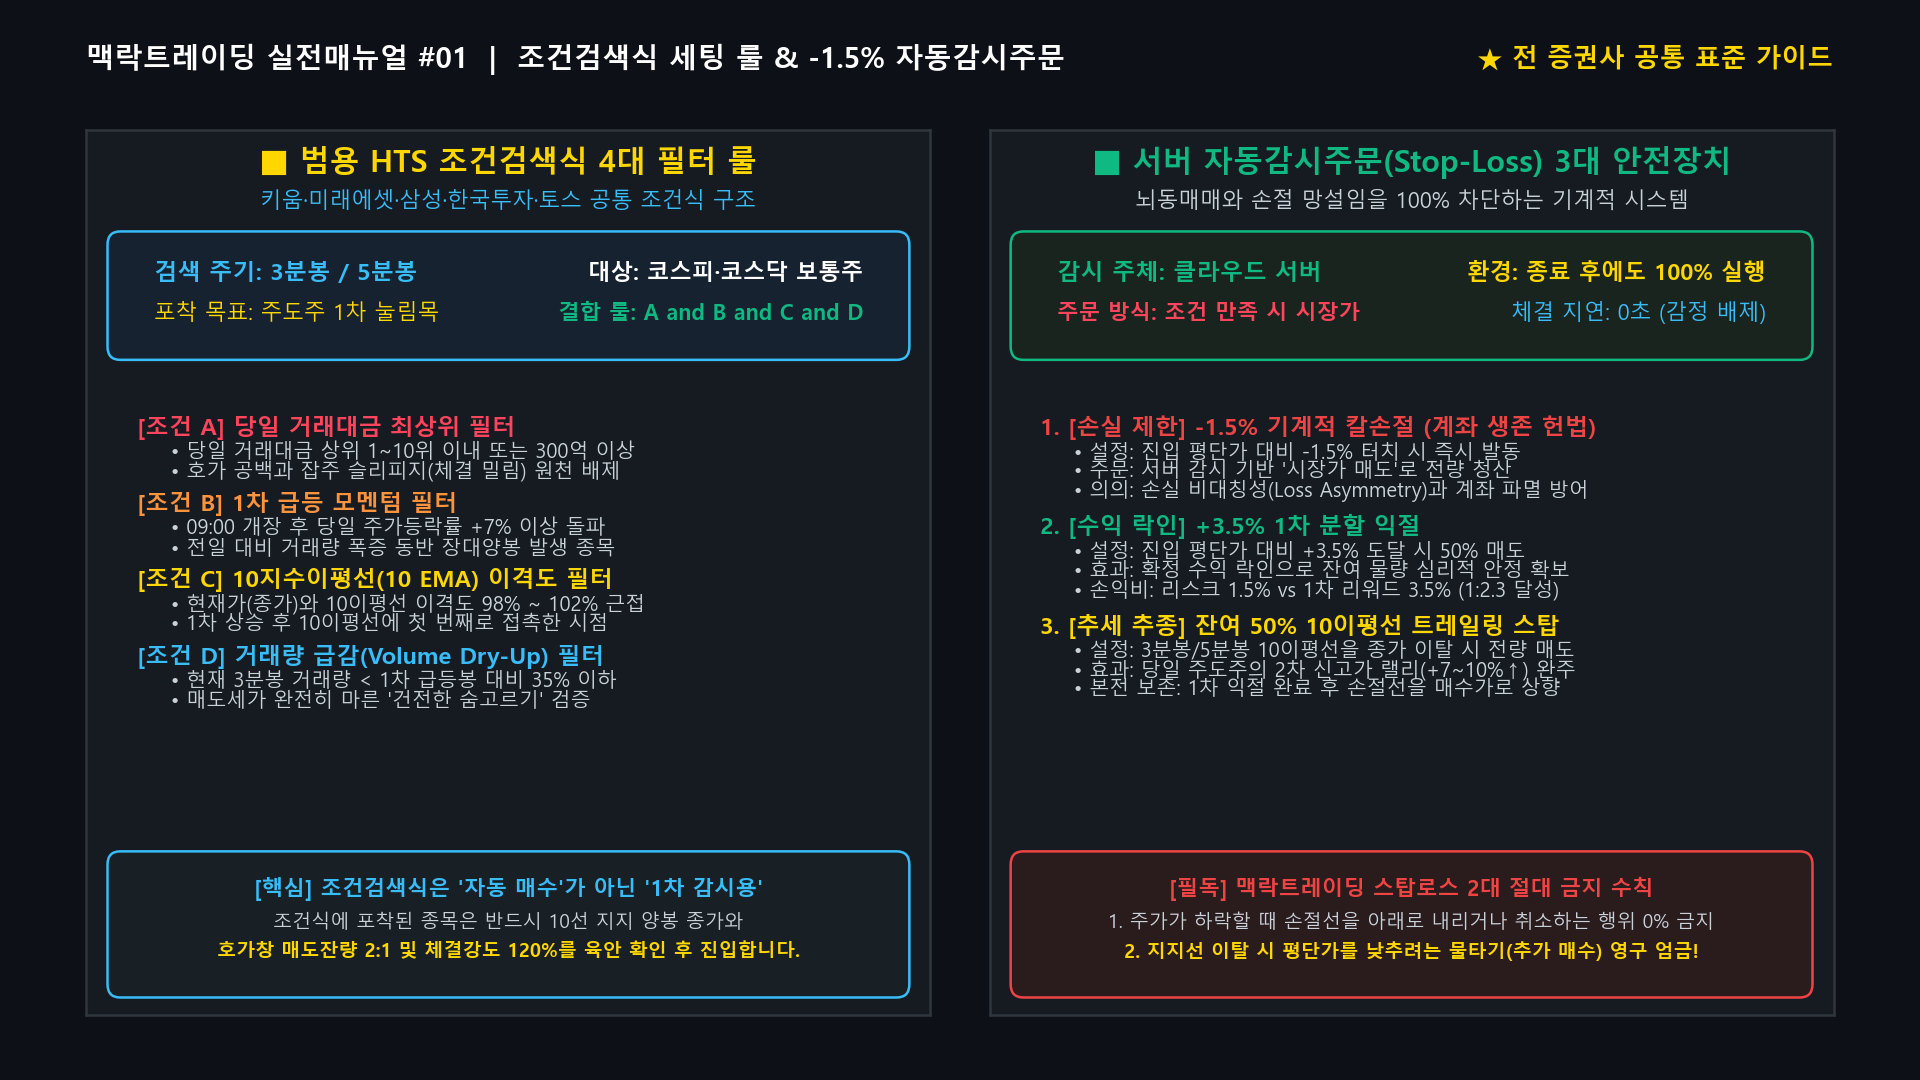 맥락트레이딩 실전매뉴얼 #01 | 조건검색식 세팅 룰 & -1.5% 자동감시주문
★ 전 증권사 공통 표준 가이드
■ 범용 HTS 조건검색식 4대 필터 룰
키움·미래에셋·삼성·한국투자·토스 공통 조건식 구조
검색 주기: 3분봉 / 5분봉
대상: 코스피·코스닥 보통주
포착 목표: 주도주 1차 눌림목
결합 룰: A and B and C and D
[조건 A] 당일 거래대금 최상위 필터
• 당일 거래대금 상위 1~10위 이내 또는 300억 이상
• 호가 공백과 잡주 슬리피지(체결 밀림) 원천 배제
[조건 B] 1차 급등 모멘텀 필터
• 09:00 개장 후 당일 주가등락률 +7% 이상 돌파
• 전일 대비 거래량 폭증 동반 장대양봉 발생 종목
[조건 C] 10지수이평선(10 EMA) 이격도 필터
• 현재가(종가)와 10이평선 이격도 98% ~ 102% 근접
• 1차 상승 후 10이평선에 첫 번째로 접촉한 시점
[조건 D] 거래량 급감(Volume Dry-Up) 필터
• 현재 3분봉 거래량 < 1차 급등봉 대비 35% 이하
• 매도세가 완전히 마른 '건전한 숨고르기' 검증
[핵심] 조건검색식은 '자동 매수'가 아닌 '1차 감시용'
조건식에 포착된 종목은 반드시 10선 지지 양봉 종가와
호가창 매도잔량 2:1 및 체결강도 120%를 육안 확인 후 진입합니다.
■ 서버 자동감시주문(Stop-Loss) 3대 안전장치
뇌동매매와 손절 망설임을 100% 차단하는 기계적 시스템
감시 주체: 클라우드 서버
환경: 종료 후에도 100% 실행
주문 방식: 조건 만족 시 시장가
체결 지연: 0초 (감정 배제)
1. [손실 제한] -1.5% 기계적 칼손절 (계좌 생존 헌법)
• 설정: 진입 평단가 대비 -1.5% 터치 시 즉시 발동
• 주문: 서버 감시 기반 '시장가 매도'로 전량 청산
• 의의: 손실 비대칭성(Loss Asymmetry)과 계좌 파멸 방어
2. [수익 락인] +3.5% 1차 분할 익절
• 설정: 진입 평단가 대비 +3.5% 도달 시 50% 매도
• 효과: 확정 수익 락인으로 잔여 물량 심리적 안정 확보
• 손익비: 리스크 1.5% vs 1차 리워드 3.5% (1:2.3 달성)
3. [추세 추종] 잔여 50% 10이평선 트레일링 스탑
• 설정: 3분봉/5분봉 10이평선을 종가 이탈 시 전량 매도
• 효과: 당일 주도주의 2차 신고가 랠리(+7~10%↑) 완주
• 본전 보존: 1차 익절 완료 후 손절선을 매수가로 상향
[필독] 맥락트레이딩 스탑로스 2대 절대 금지 수칙
1. 주가가 하락할 때 손절선을 아래로 내리거나 취소하는 행위 0% 금지
2. 지지선 이탈 시 평단가를 낮추려는 물타기(추가 매수) 영구 엄금!